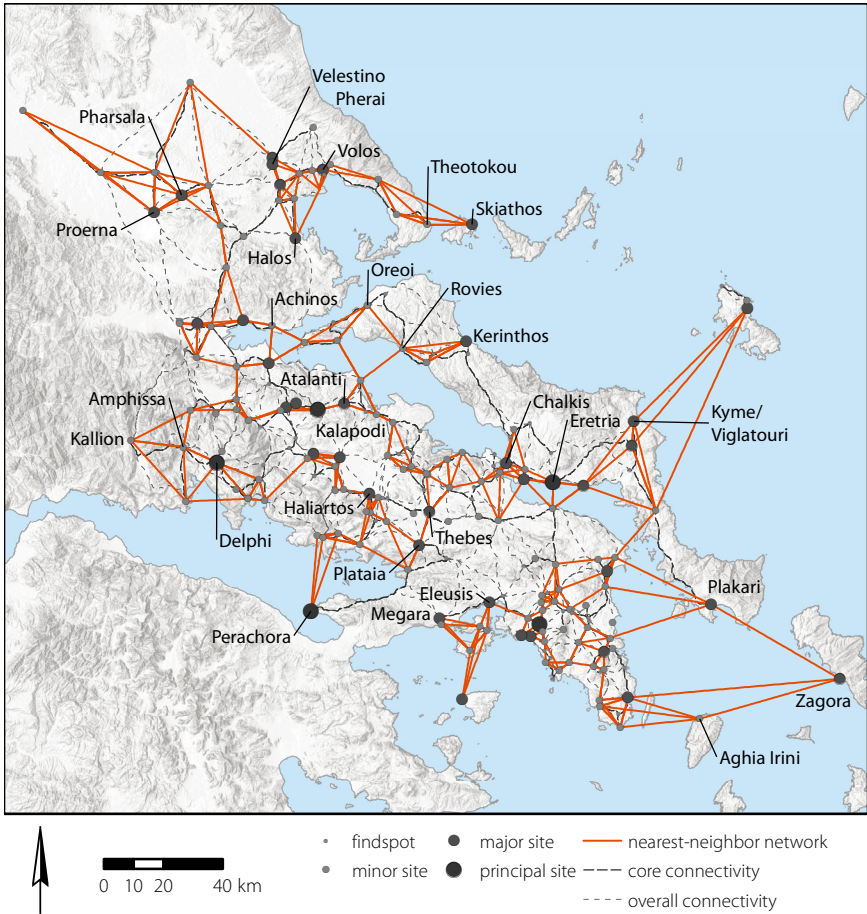 Velestino
Pherai
Pharsala
Volos
Theotokou
Skiathos
Proerna
Halos
Oreoi
Rovies
Achinos
Kerinthos
Atalanti
Amphissa
Chalkis
Eretria
Kyme/
Viglatouri
Kallion
Kalapodi
Haliartos
Delphi
Thebes
Plataia
Eleusis
Plakari
Megara
Perachora
Zagora
Aghia Irini
findspot
major site
nearest-neighbor network
minor site
principal site
core connectivity
0 10 20 40 km
overall connectivity